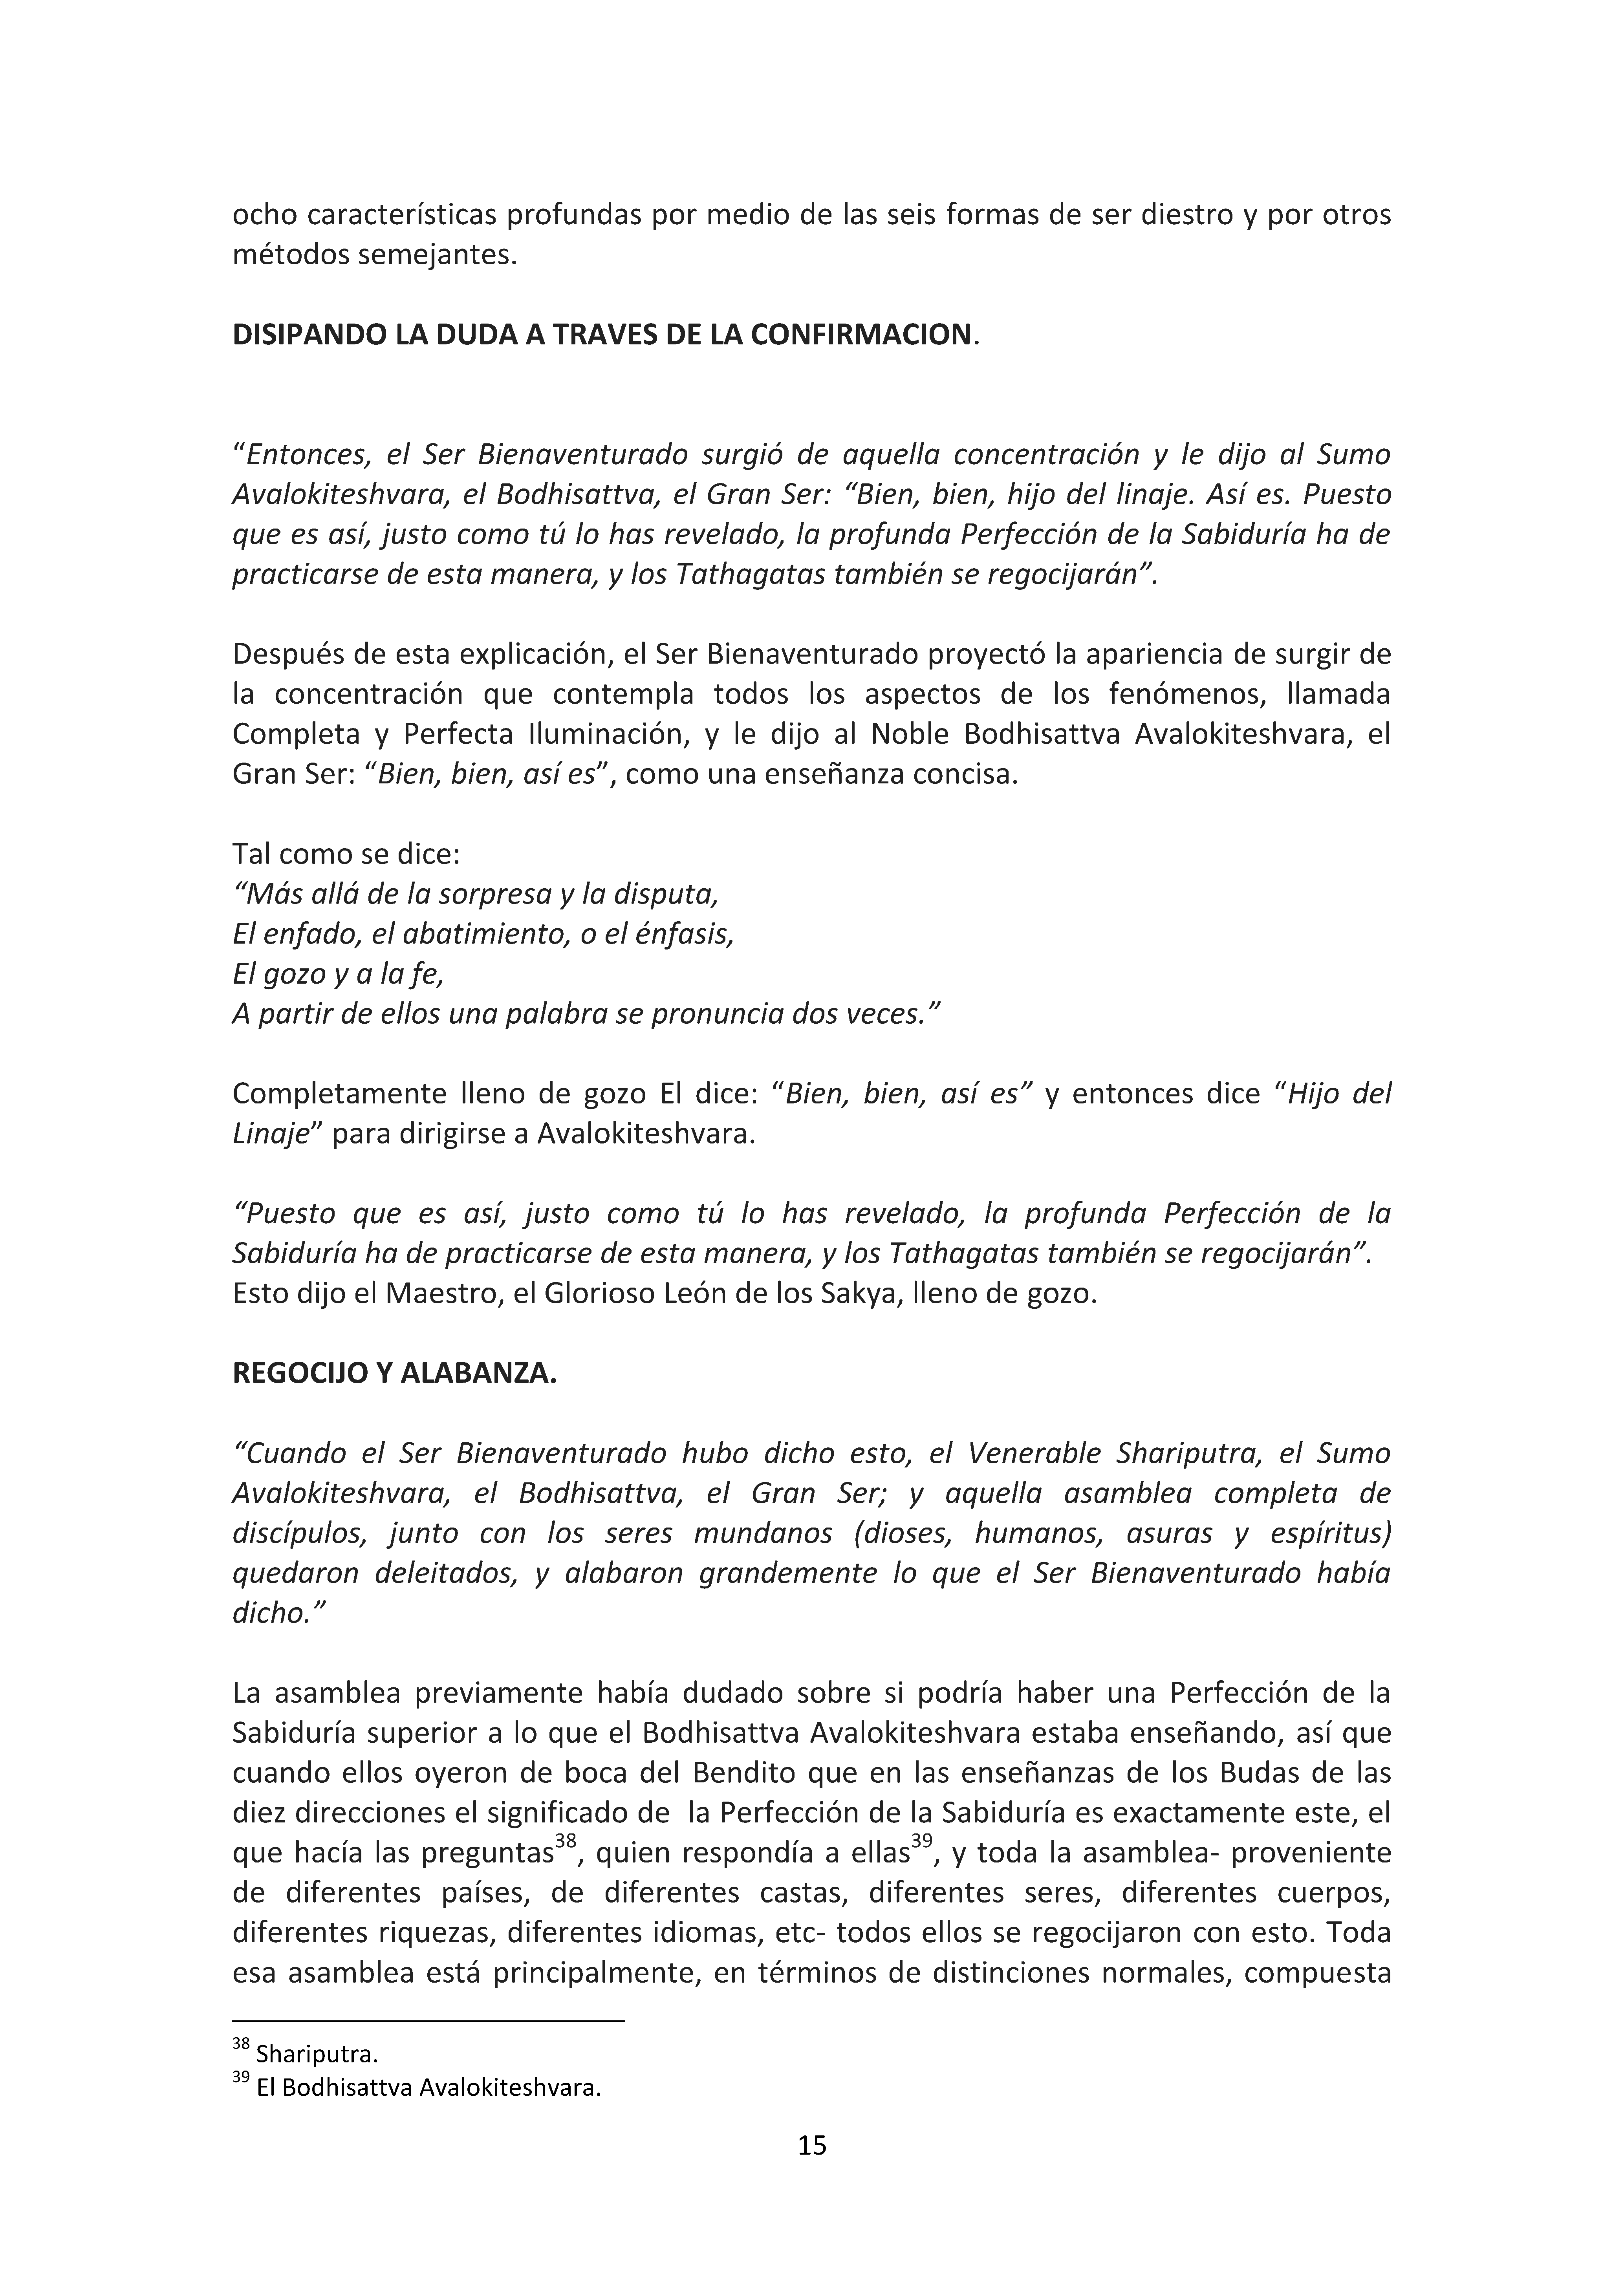 ocho características profundas por medio de las seis formas de ser diestro y por otros
métodos semejantes.
DISIPANDO LA DUDA A TRAVES DE LA CONFIRMACION.
“Entonces, el Ser Bienaventurado surgió de aquella concentración y le dijo al Sumo
Avalokiteshvara, el Bodhisattva, el Gran Ser: “Bien, bien, hijo del linaje. Así es. Puesto
que es así, justo como tú lo has revelado, la profunda Perfección de la Sabiduría ha de
practicarse de esta manera, y los Tathagatas también se regocijarán”.
Después de esta explicación, el Ser Bienaventurado proyectó la apariencia de surgir de
la concentración que contempla todos los aspectos de los fenómenos, llamada
Completa y Perfecta Iluminación, y le dijo al Noble Bodhisattva Avalokiteshvara, el
Gran Ser: “Bien, bien, así es”, como una enseñanza concisa.
Tal como se dice:
“Más allá de la sorpresa y la disputa,
El enfado, el abatimiento, o el énfasis,
El gozo y a la fe,
A partir de ellos una palabra se pronuncia dos veces.”
Completamente lleno de gozo El dice: “Bien, bien, así es” y entonces dice “Hijo del
Linaje” para dirigirse a Avalokiteshvara.
“Puesto que es así, justo como tú lo has revelado, la profunda Perfección de la
Sabiduría ha de practicarse de esta manera, y los Tathagatas también se regocijarán”.
Esto dijo el Maestro, el Glorioso León de los Sakya, lleno de gozo.
REGOCIJO Y ALABANZA.
“Cuando el Ser Bienaventurado hubo dicho esto, el Venerable Shariputra, el Sumo
Avalokiteshvara, el Bodhisattva, el Gran Ser; y aquella asamblea completa de
discípulos, junto con los seres mundanos (dioses, humanos, asuras y espíritus)
quedaron deleitados, y alabaron grandemente lo que el Ser Bienaventurado había
dicho.”
La asamblea previamente había dudado sobre si podría haber una Perfección de la
Sabiduría superior a lo que el Bodhisattva Avalokiteshvara estaba enseñando, así que
cuando ellos oyeron de boca del Bendito que en las enseñanzas de los Budas de las
diez direcciones el significado de  la Perfección de la Sabiduría es exactamente este, el
que hacía las preguntas38, quien respondía a ellas39, y toda la asamblea- proveniente
de diferentes países, de diferentes castas, diferentes seres, diferentes cuerpos,
diferentes riquezas, diferentes idiomas, etc- todos ellos se regocijaron con esto. Toda
esa asamblea está principalmente, en términos de distinciones normales, compuesta
38 Shariputra.
39 El Bodhisattva Avalokiteshvara.
15